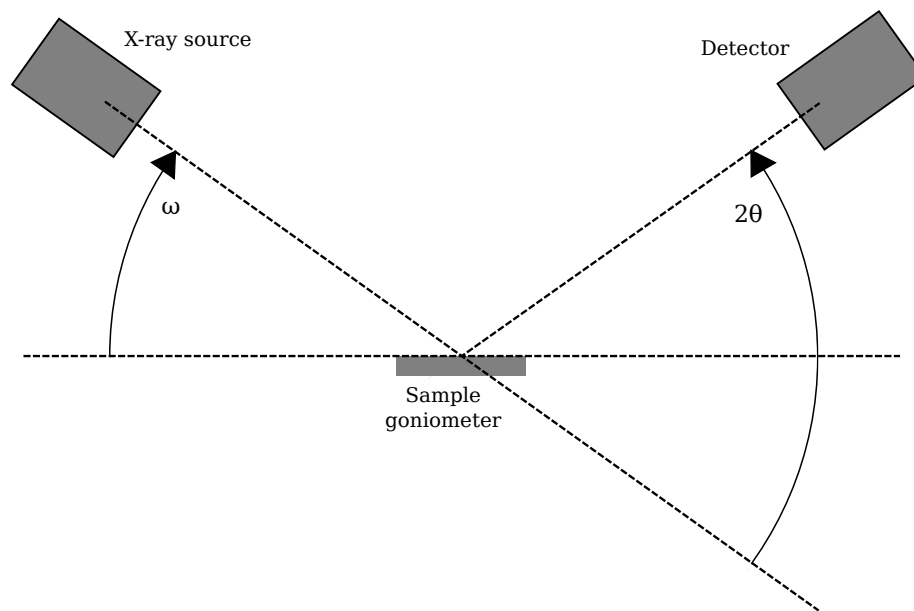 X-ray source
Detector
ω
2θ
Sample
goniometer